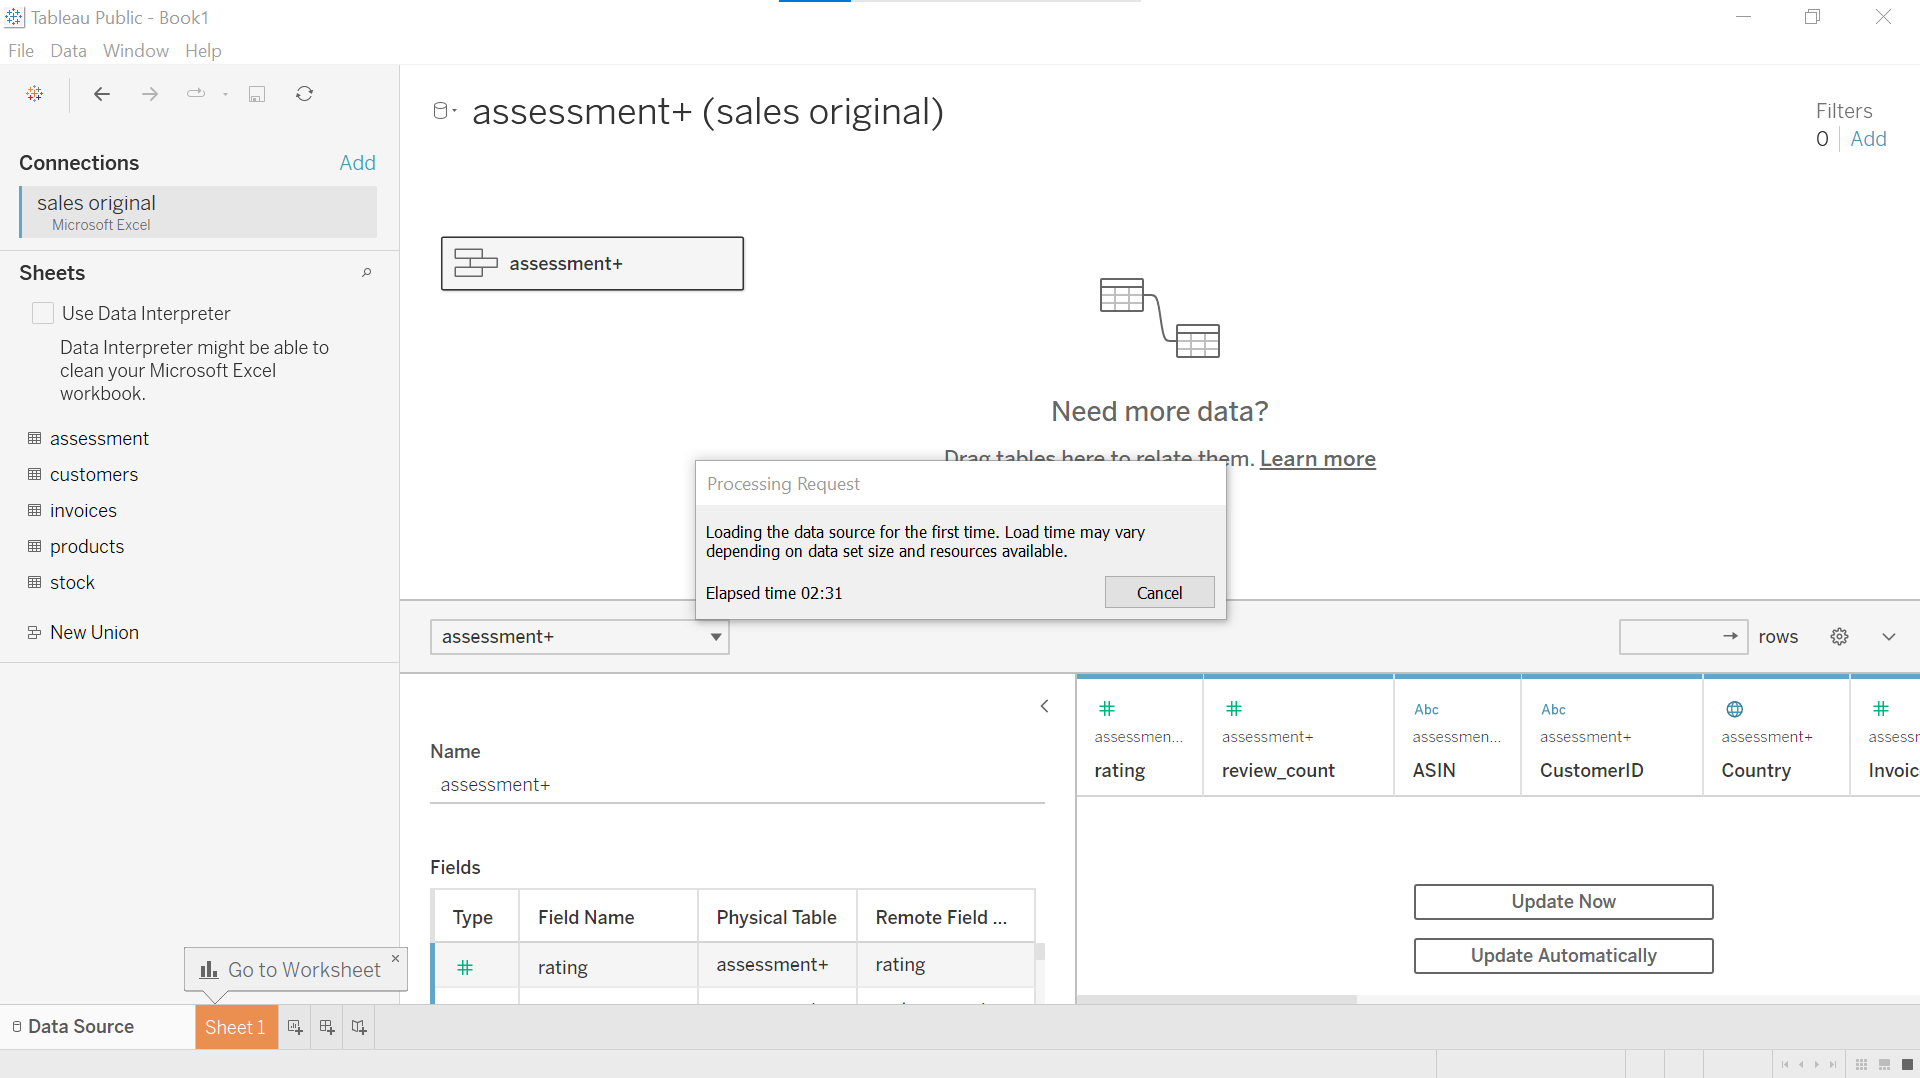 Tableau Public - Book1
File Data Window Help
Connections Add
sales original
Microsoft Excel
Sheets
Use Data Interpreter
Data Interpreter might be able to
clean your Microsoft Excel
workbook.
assessment
customers
invoices
products
stock
New Union
assessment+ (sales original)
Filters
0 Add
assessment+
Need more data?
Drag tables here to relate them. Learn more
Processing Request
Loading the data source for the first time. Load time may vary
depending on data set size and resources available.
Elapsed time 02:31 Cancel
assessment+ rows
Name
assessment+
Fields
Type Field Name Physical Table Remote Field ...
# rating assessment+ rating
# # Abc Abc #
assessmen... assessment+ assessmen... assessment+ assessment+ assessm
rating review_count ASIN CustomerID Country Invoic
Update Now
Update Automatically
Go to Worksheet
Data Source Sheet 1